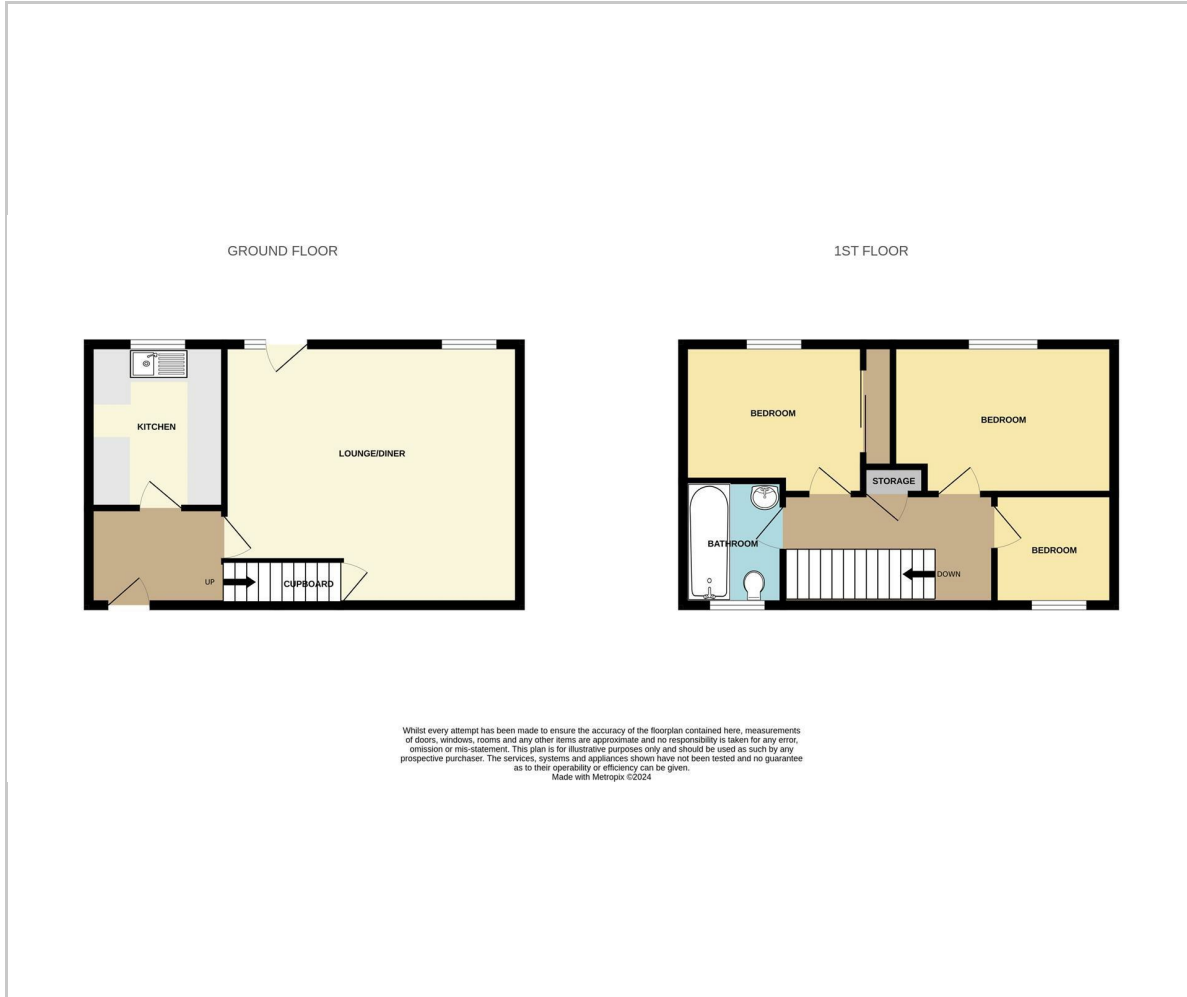 GROUND FLOOR
1ST FLOOR
KITCHEN
LOUNGE/DINER
UP
CUPBOARD
BEDROOM
BEDROOM
STORAGE
BATHROOM
BEDROOM
DOWN
Whilst every attempt has been made to ensure the accuracy of the floorplan contained here, measurements
of doors, windows, rooms and any other items are approximate and no responsibility is taken for any error,
omission or mis-statement. This plan is for illustrative purposes only and should be used as such by any
prospective purchaser. The services, systems and appliances shown have not been tested and no guarantee
as to their operability or efficiency can be given.
Made with Metropix ©2024